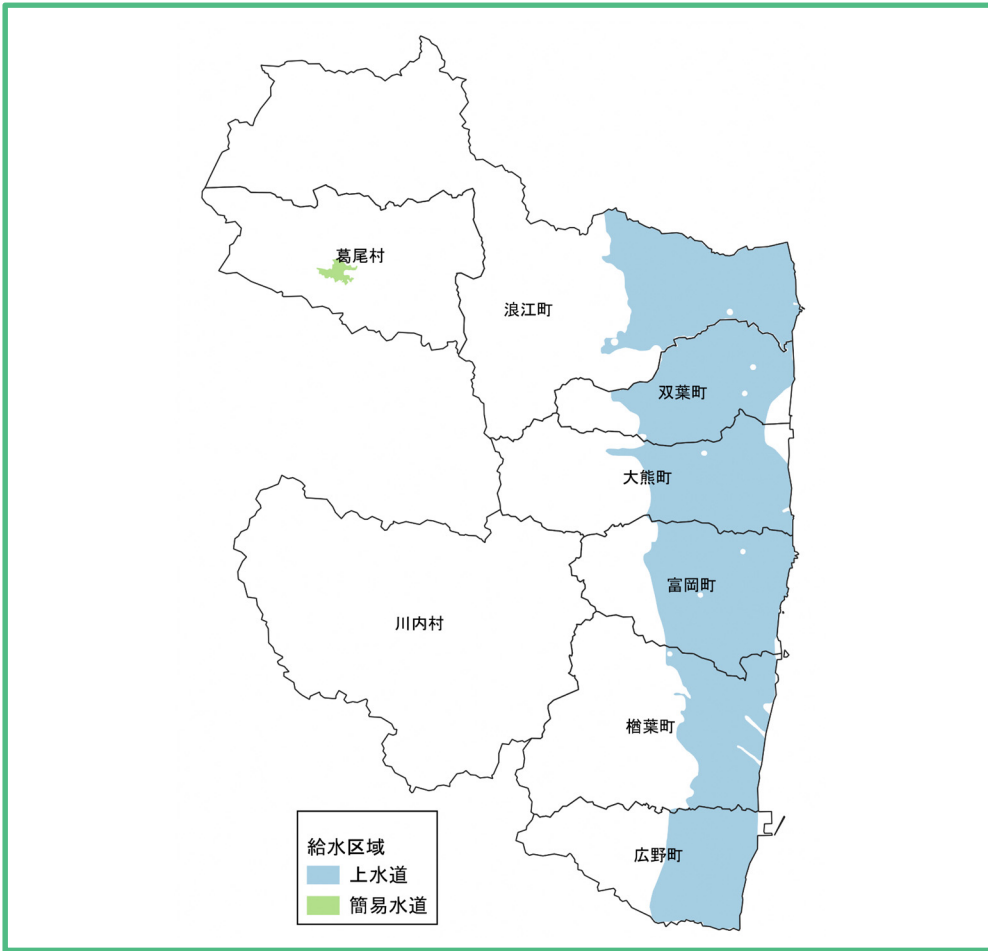 葛尾村
浪江町
双葉町
大熊町
富岡町
川内村
楢葉町
広野町
給水区域
上水道
簡易水道